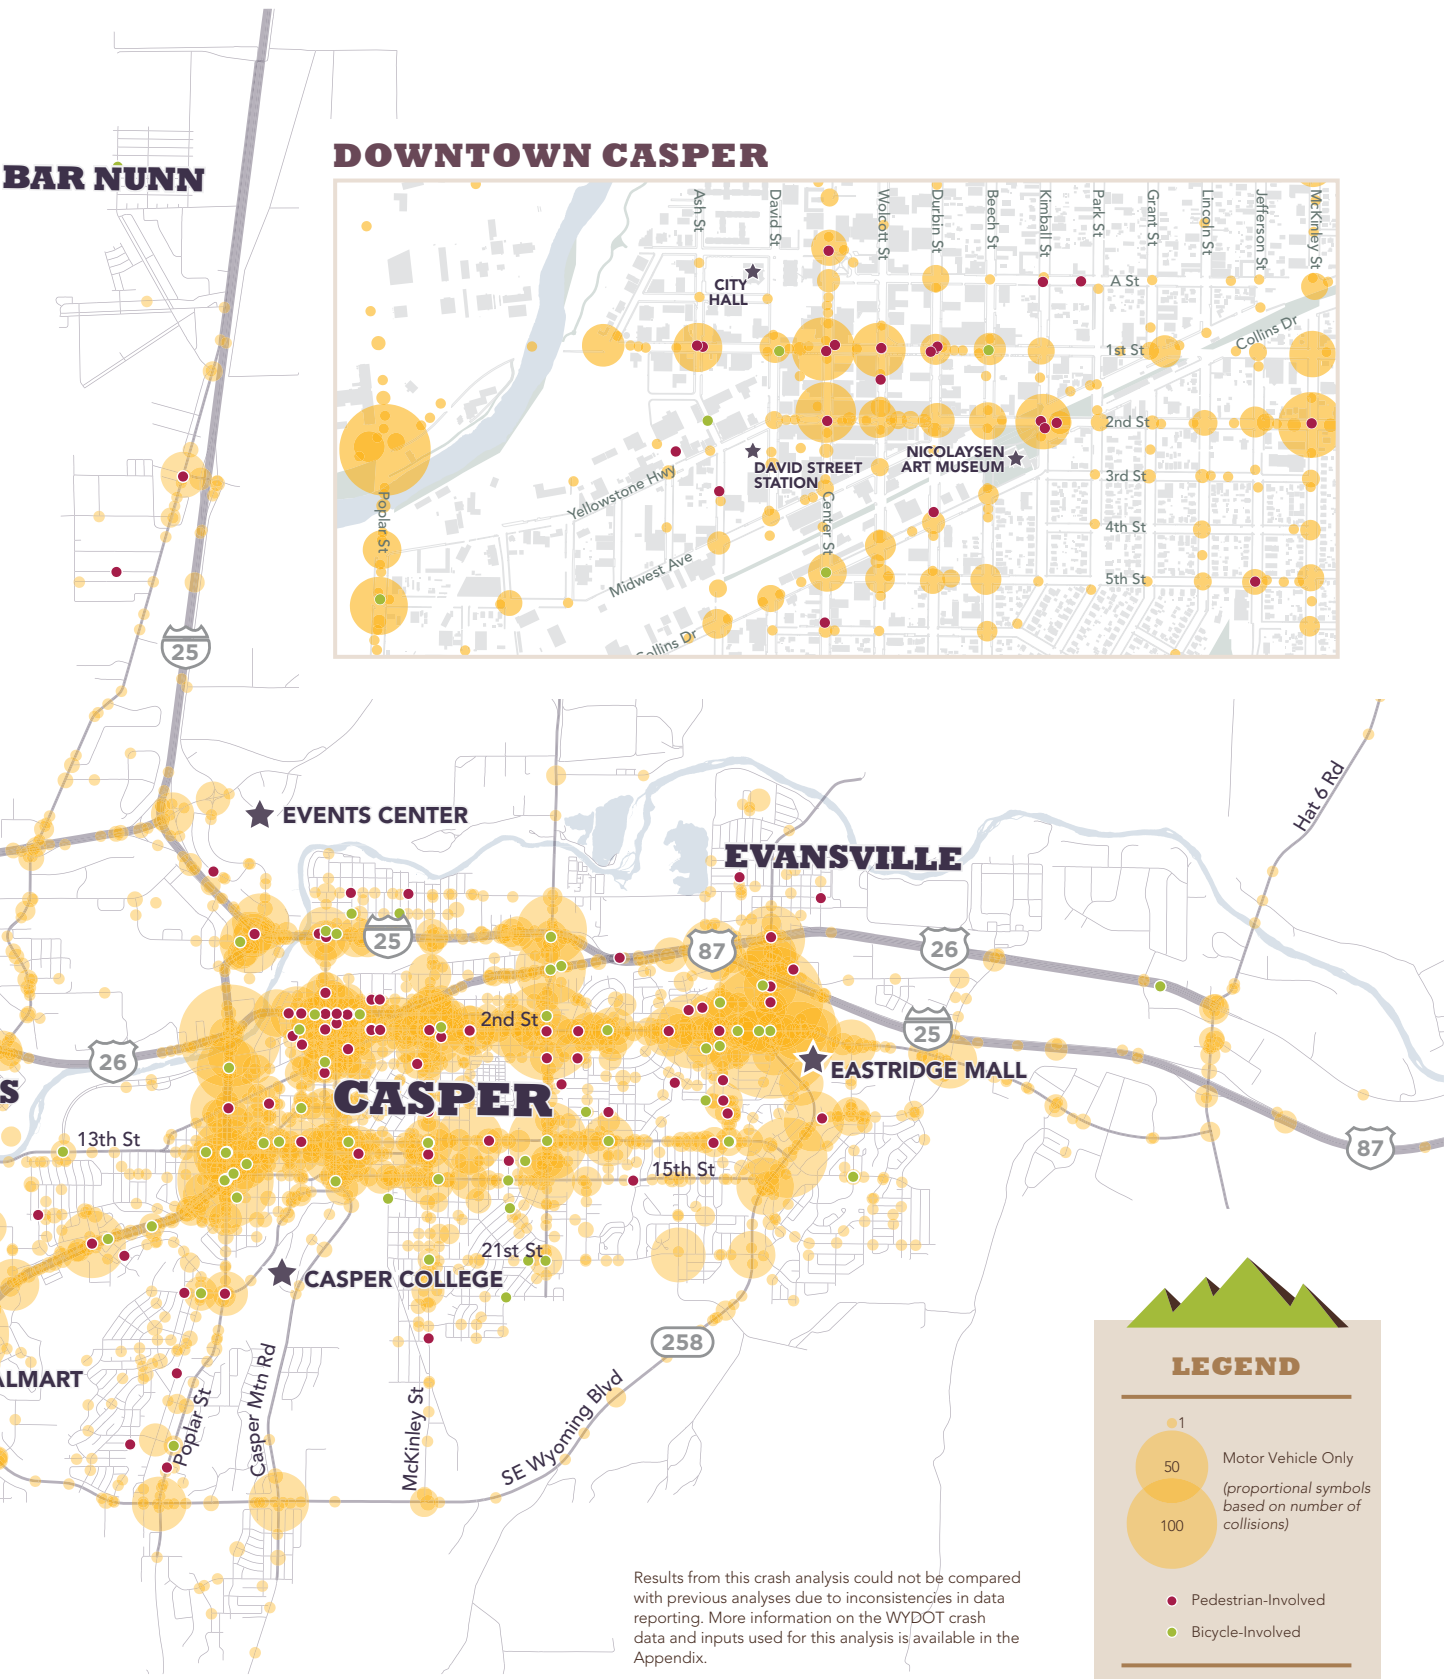 BAR NUNN
DOWNTOWN CASPER
Ash St
David St
Wolcott St
Durbin St
Beech St
Kimball St
Park St
Grant St
Lincoln St
Jefferson St
McKinley St
CITY
HALL
A St
Collins Dr
1st St
2nd St
NICOLAYSEN
ART MUSEUM
DAVID STREET
STATION
3rd St
Yellowstone Hwy
Poplar St
Center St
4th St
Midwest Ave
5th St
Collins Dr
25
Hat 6 Rd
EVENTS CENTER
EVANSVILLE
25
87
26
2nd St
25
26
EASTRIDGE MALL
S
CASPER
13th St
87
15th St
21st St
CASPER COLLEGE
258
LMART
Poplar St
Casper Mtn Rd
McKinley St
SE Wyoming Blvd
LEGEND
1
50
Motor Vehicle Only
(proportional symbols
based on number of
collisions)
100
Pedestrian-Involved
Bicycle-Involved
Results from this crash analysis could not be compared
with previous analyses due to inconsistencies in data
reporting. More information on the WYDOT crash
data and inputs used for this analysis is available in the
Appendix.